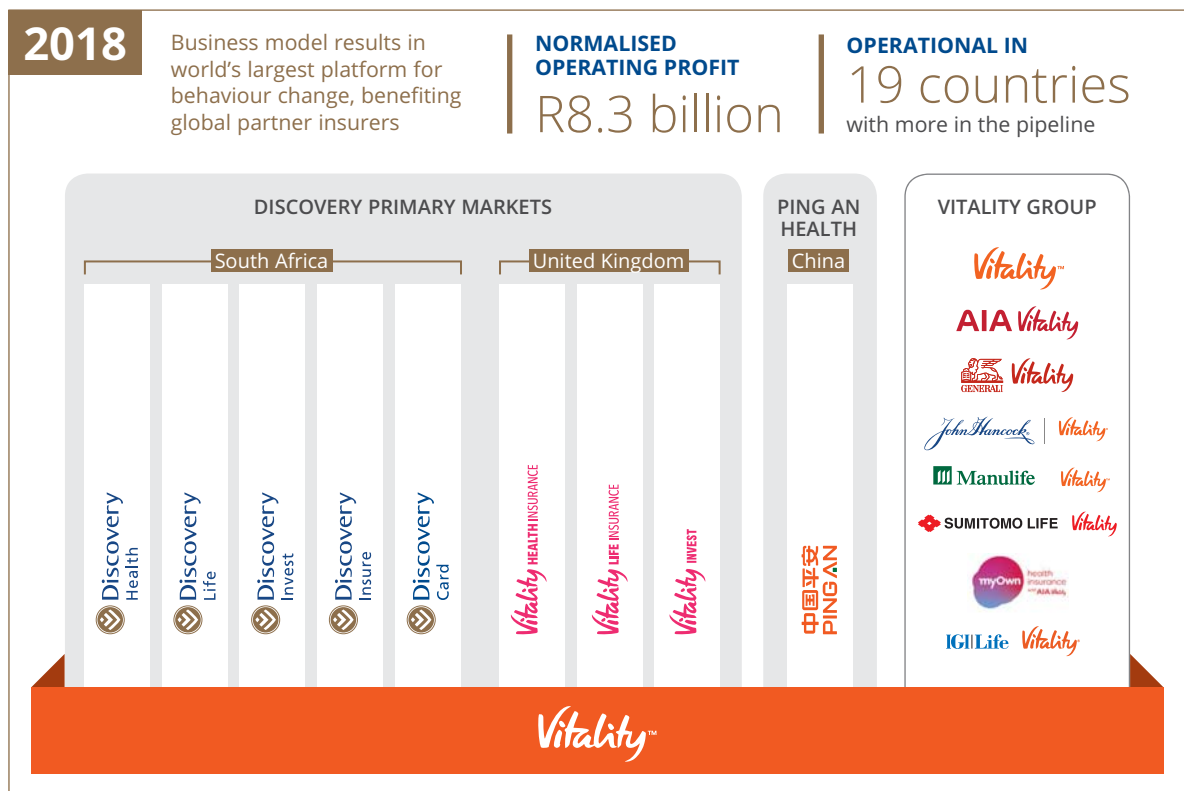 2018
Business model results in
world's largest platform for
behaviour change, benefiting
global partner insurers
NORMALISED
OPERATING PROFIT
R8.3 billion
OPERATIONAL IN
19 countries
with more in the pipeline
DISCOVERY PRIMARY MARKETS
South Africa
United Kingdom
Discovery
Health
Discovery
Life
Discovery
Invest
Discovery
Insure
Discovery
Card
Vitality HEALTH INSURANCE
Vitality LIFE INSURANCE
Vitality INVEST
PING AN
HEALTH
China
中国平安
PING AN
VITALITY GROUP
Vitality™
AIA Vitality
GENERALI Vitality
John Hancock® Vitality
Manulife Vitality
SUMITOMO LIFE Vitality
myOwn
health
insurance
IGI Life Vitality
Vitality™